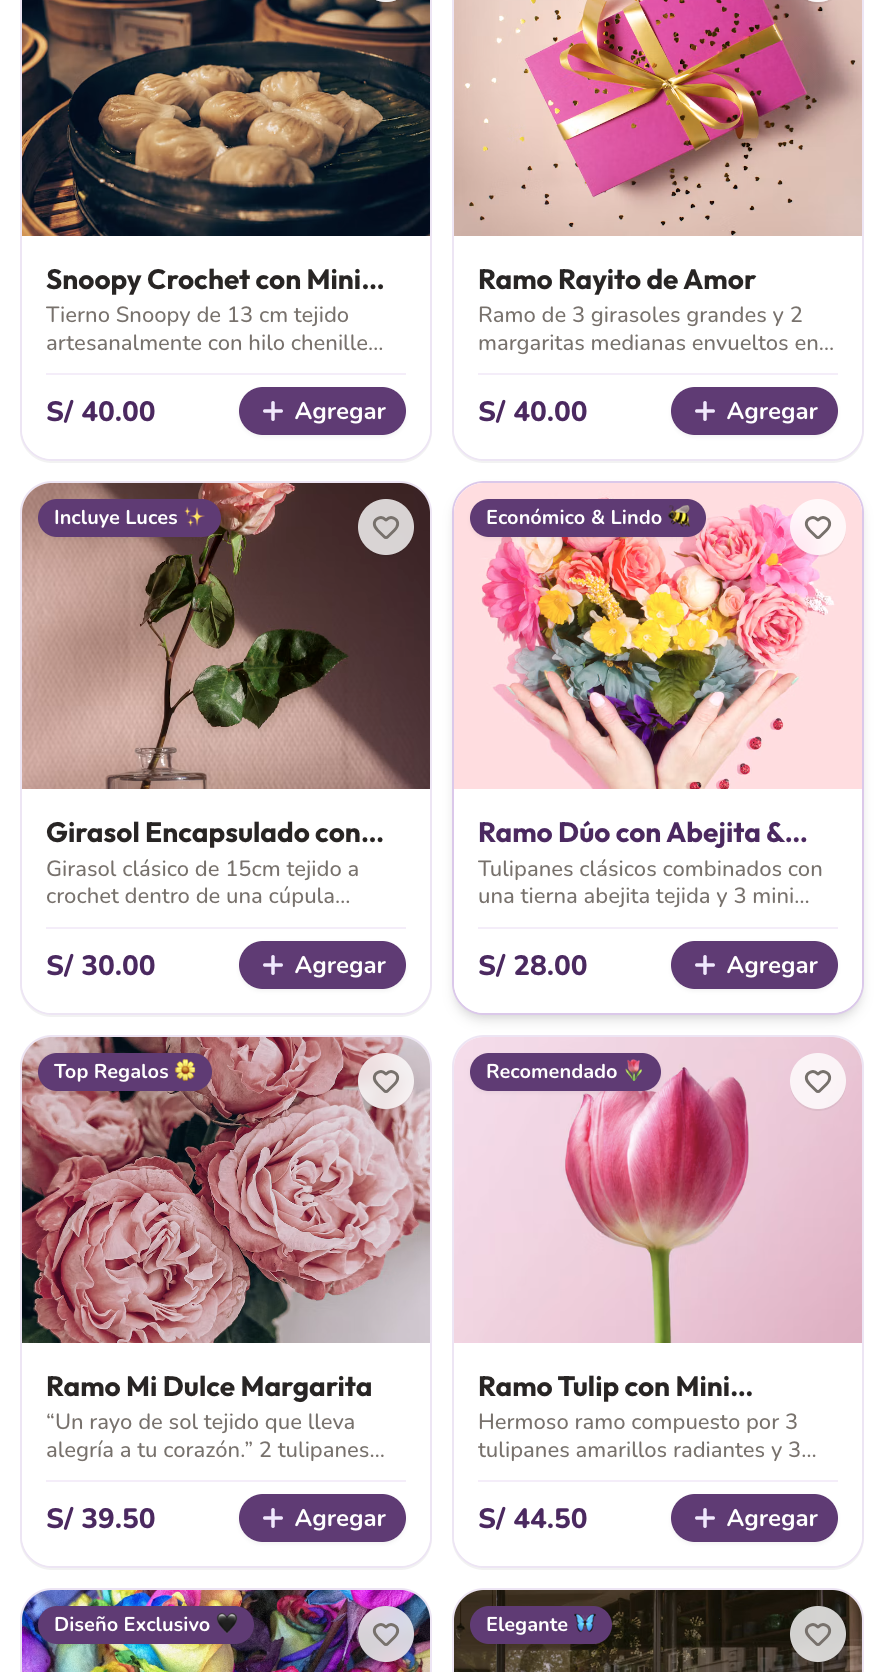 Snoopy Crochet con Mini...
Tierno Snoopy de 13 cm tejido
artesanalmente con hilo chenille...
S/ 40.00
+ Agregar
Ramo Rayito de Amor
Ramo de 3 girasoles grandes y 2
margaritas medianas envueltos en...
S/ 40.00
+ Agregar
Incluye Luces ✨
Girasol Encapsulado con...
Girasol clásico de 15cm tejido a
crochet dentro de una cúpula...
S/ 30.00
+ Agregar
Económico & Lindo 🐝
Ramo Dúo con Abejita &...
Tulipanes clásicos combinados con
una tierna abejita tejida y 3 mini...
S/ 28.00
+ Agregar
Top Regalos 🌼
Ramo Mi Dulce Margarita
“Un rayo de sol tejido que lleva
alegría a tu corazón.” 2 tulipanes...
S/ 39.50
+ Agregar
Recomendado 🌷
Ramo Tulip con Mini...
Hermoso ramo compuesto por 3
tulipanes amarillos radiantes y 3...
S/ 44.50
+ Agregar
Diseño Exclusivo 🖤
Elegante 🦋